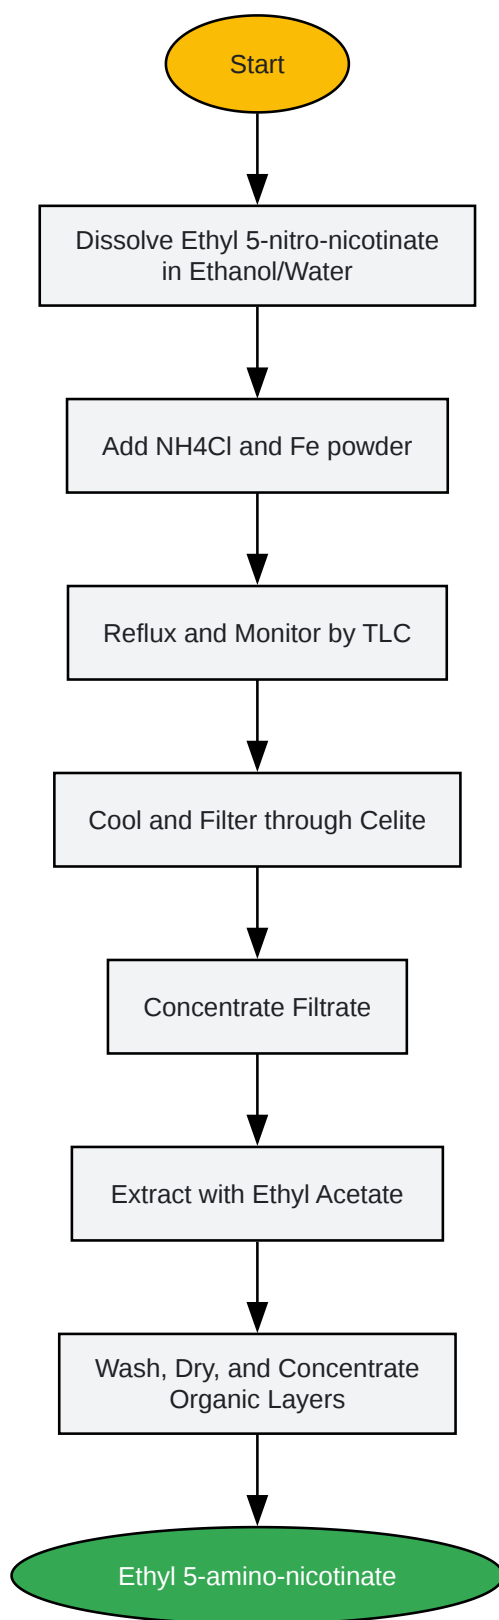 Start
Dissolve Ethyl 5-nitro-nicotinate
in Ethanol/Water
Add NH4Cl and Fe powder
Reflux and Monitor by TLC
Cool and Filter through Celite
Concentrate Filtrate
Extract with Ethyl Acetate
Wash, Dry, and Concentrate
Organic Layers
Ethyl 5-amino-nicotinate